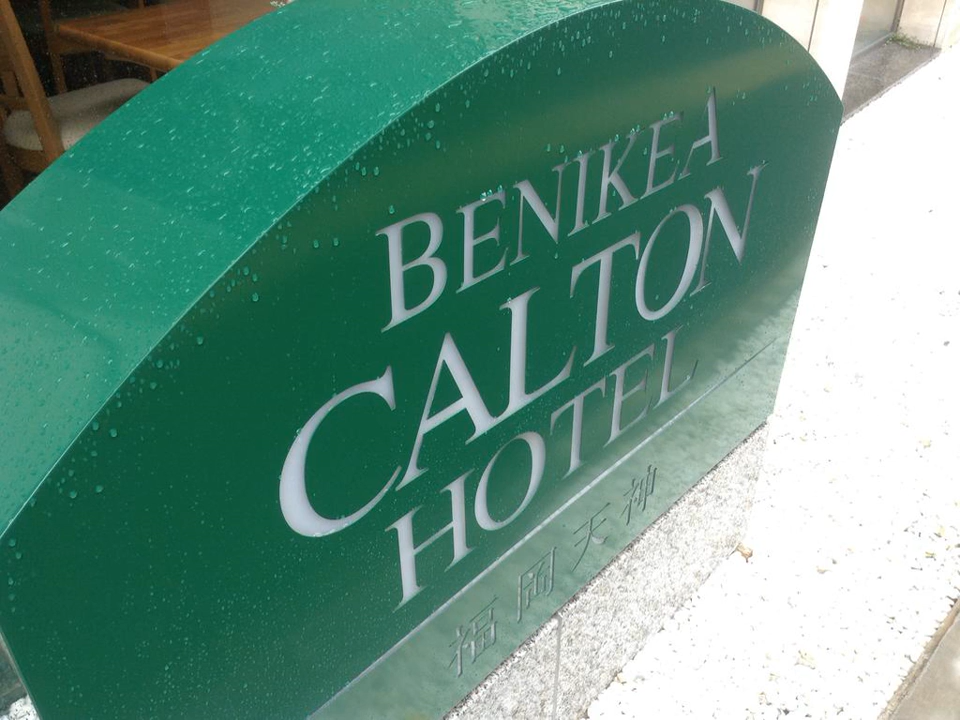 BENIKEA
CALTON
HOTEL
福岡天神